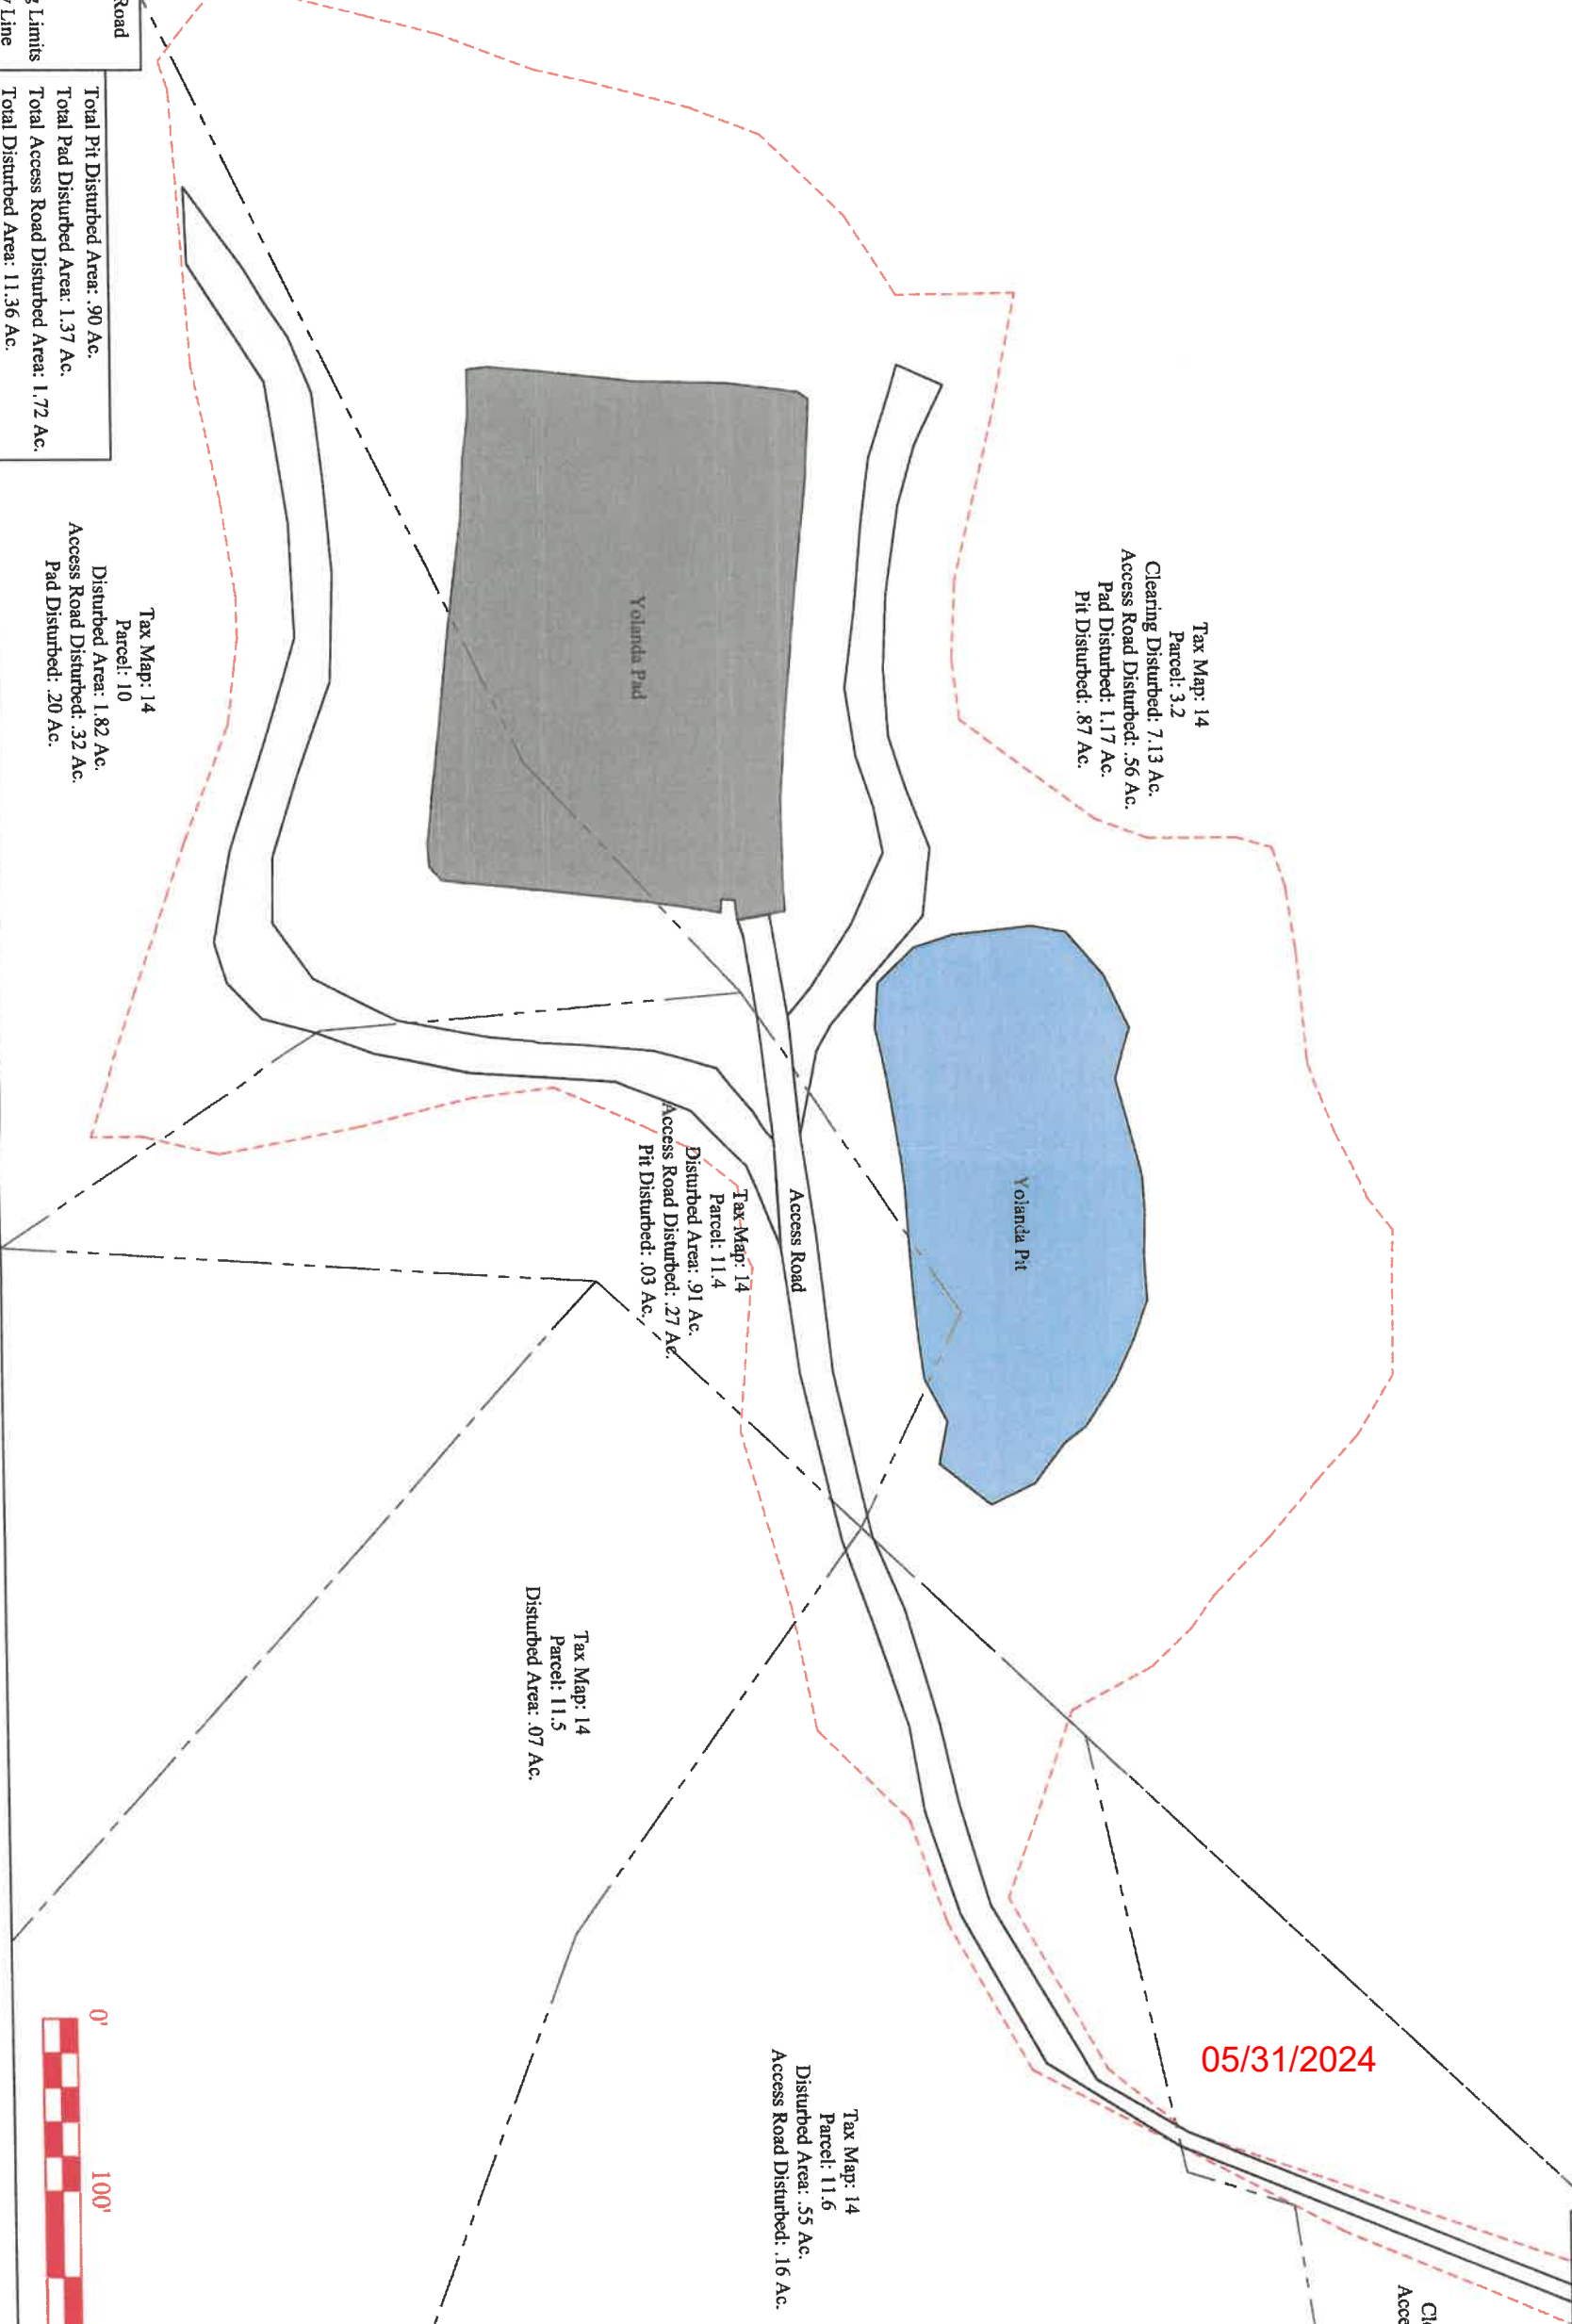 Road
Limits
Line
Total Pit Disturbed Area: .90 Ac.
Total Pad Disturbed Area: 1.37 Ac.
Total Access Road Disturbed Area: 1.72 Ac.
Total Disturbed Area: 11.36 Ac.
Tax Map: 14
Parcel: 3.2
Clearing Disturbed: 7.13 Ac.
Access Road Disturbed: .56 Ac.
Pad Disturbed: 1.17 Ac.
Pit Disturbed: .87 Ac.
Yolanda Pad
Tax Map: 14
Parcel: 10
Disturbed Area: 1.82 Ac.
Access Road Disturbed: .32 Ac.
Pad Disturbed: .20 Ac.
Yolanda Pit
Access Road
Tax Map: 14
Parcel: 11.4
Disturbed Area: .91 Ac.
Access Road Disturbed: .27 Ac.
Pit Disturbed: .03 Ac.
Tax Map: 14
Parcel: 11.5
Disturbed Area: .07 Ac.
05/31/2024
Tax Map: 14
Parcel: 11.6
Disturbed Area: .55 Ac.
Access Road Disturbed: .16 Ac.
0' 100'